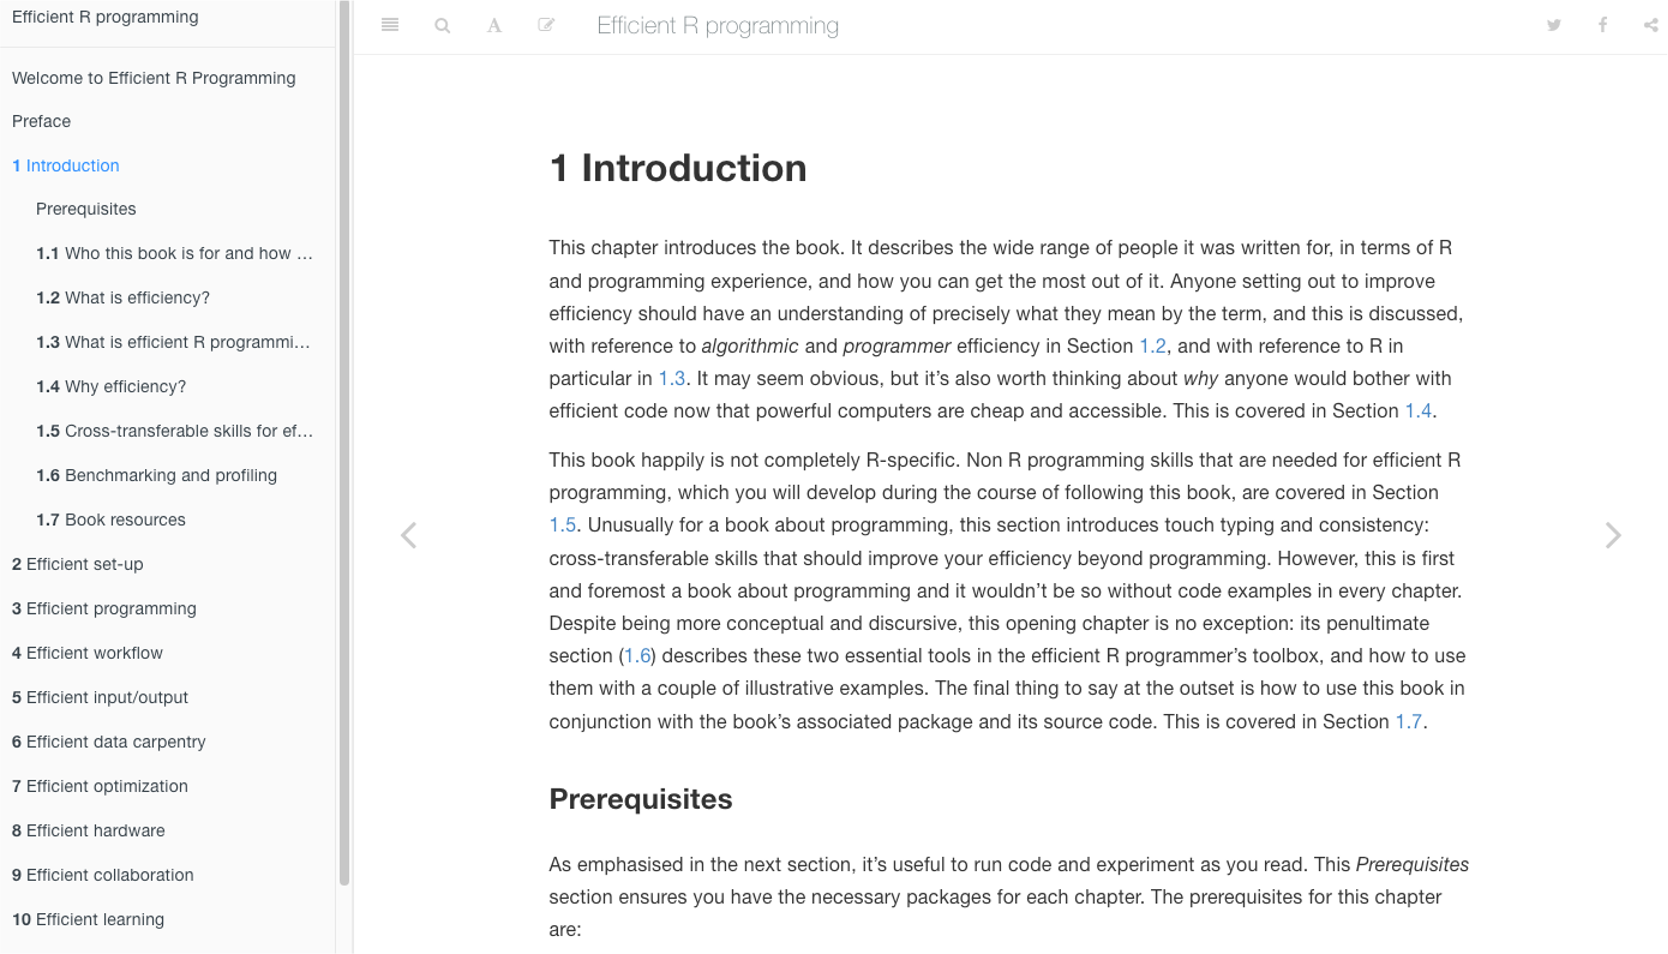 Efficient R programming
Welcome to Efficient R Programming
Preface
1 Introduction
Prerequisites
1.1 Who this book is for and how ...
1.2 What is efficiency?
1.3 What is efficient R programmi...
1.4 Why efficiency?
1.5 Cross-transferable skills for ef...
1.6 Benchmarking and profiling
1.7 Book resources
2 Efficient set-up
3 Efficient programming
4 Efficient workflow
5 Efficient input/output
6 Efficient data carpentry
7 Efficient optimization
8 Efficient hardware
9 Efficient collaboration
10 Efficient learning
Efficient R programming
1 Introduction
This chapter introduces the book. It describes the wide range of people it was written for, in terms of R
and programming experience, and how you can get the most out of it. Anyone setting out to improve
efficiency should have an understanding of precisely what they mean by the term, and this is discussed,
with reference to algorithmic and programmer efficiency in Section 1.2, and with reference to R in
particular in 1.3. It may seem obvious, but it’s also worth thinking about why anyone would bother with
efficient code now that powerful computers are cheap and accessible. This is covered in Section 1.4.
This book happily is not completely R-specific. Non R programming skills that are needed for efficient R
programming, which you will develop during the course of following this book, are covered in Section
1.5. Unusually for a book about programming, this section introduces touch typing and consistency:
cross-transferable skills that should improve your efficiency beyond programming. However, this is first
and foremost a book about programming and it wouldn’t be so without code examples in every chapter.
Despite being more conceptual and discursive, this opening chapter is no exception: its penultimate
section (1.6) describes these two essential tools in the efficient R programmer’s toolbox, and how to use
them with a couple of illustrative examples. The final thing to say at the outset is how to use this book in
conjunction with the book’s associated package and its source code. This is covered in Section 1.7.
Prerequisites
As emphasised in the next section, it’s useful to run code and experiment as you read. This Prerequisites
section ensures you have the necessary packages for each chapter. The prerequisites for this chapter
are: